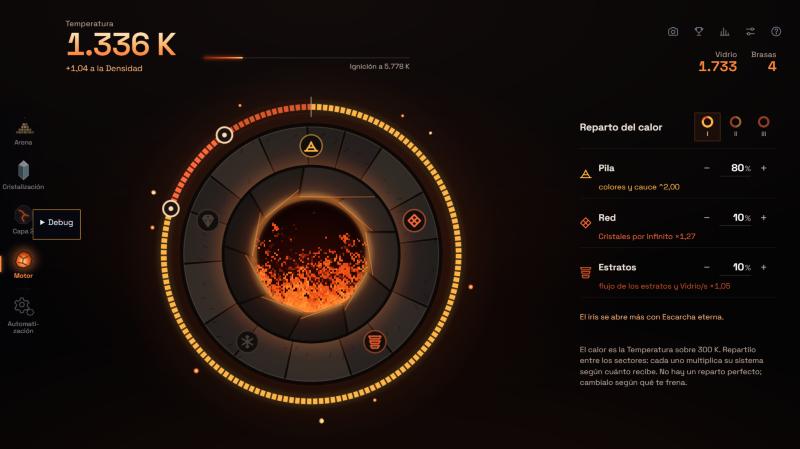 Temperatura
1.336 K
+1,04 a la Densidad
Ignición a 5.778 K
Vidrio
1.733
Brasas
4
Arena
Cristalización
Capa
Debug
Motor
Automati-
zación
Reparto del calor
I
II
III
Pila
− 80% +
colores y cauce ^2,00
Red
− 10% +
Cristales por Infinito ×1,27
Estratos
− 10% +
flujo de los estratos y Vidrio/s ×1,05
El iris se abre más con Escarcha eterna.
El calor es la Temperatura sobre 300 K. Repartilo
entre los sectores: cada uno multiplica su sistema
según cuánto recibe. No hay un reparto perfecto;
cambialo según qué te frena.